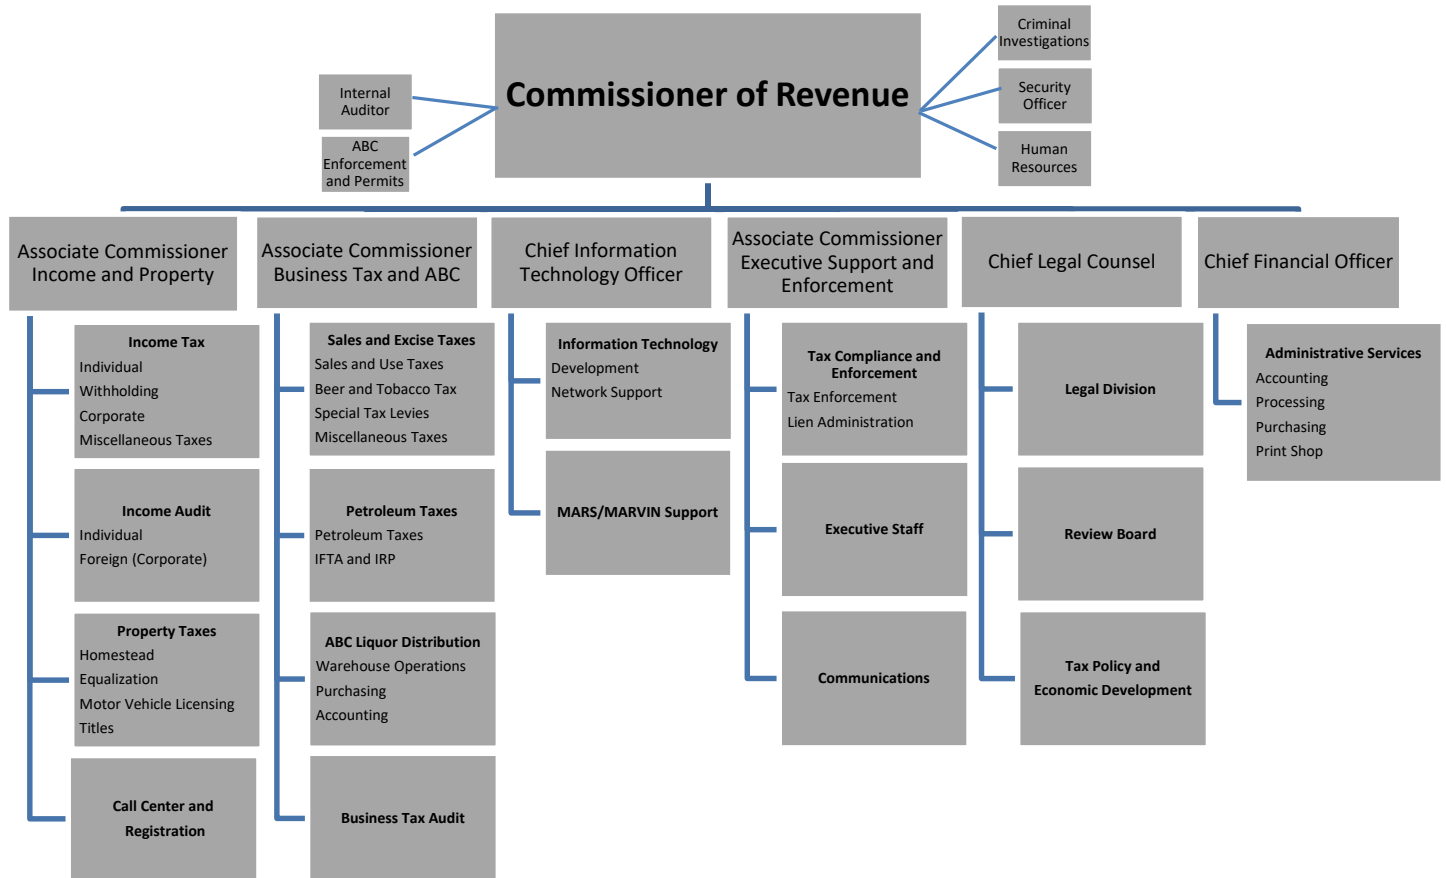 Commissioner of Revenue
Internal
Auditor
ABC
Enforcement
and Permits
Criminal
Investigations
Security
Officer
Human
Resources
Associate Commissioner
Income and Property
Income Tax
Individual
Withholding
Corporate
Miscellaneous Taxes
Income Audit
Individual
Foreign (Corporate)
Property Taxes
Homestead
Equalization
Motor Vehicle Licensing
Titles
Call Center and
Registration
Associate Commissioner
Business Tax and ABC
Sales and Excise Taxes
Sales and Use Taxes
Beer and Tobacco Tax
Special Tax Levies
Miscellaneous Taxes
Petroleum Taxes
Petroleum Taxes
IFTA and IRP
ABC Liquor Distribution
Warehouse Operations
Purchasing
Accounting
Business Tax Audit
Chief Information
Technology Officer
Information Technology
Development
Network Support
MARS/MARVIN Support
Associate Commissioner
Executive Support and
Enforcement
Tax Compliance and
Enforcement
Tax Enforcement
Lien Administration
Executive Staff
Communications
Chief Legal Counsel
Legal Division
Review Board
Tax Policy and
Economic Development
Chief Financial Officer
Administrative Services
Accounting
Processing
Purchasing
Print Shop